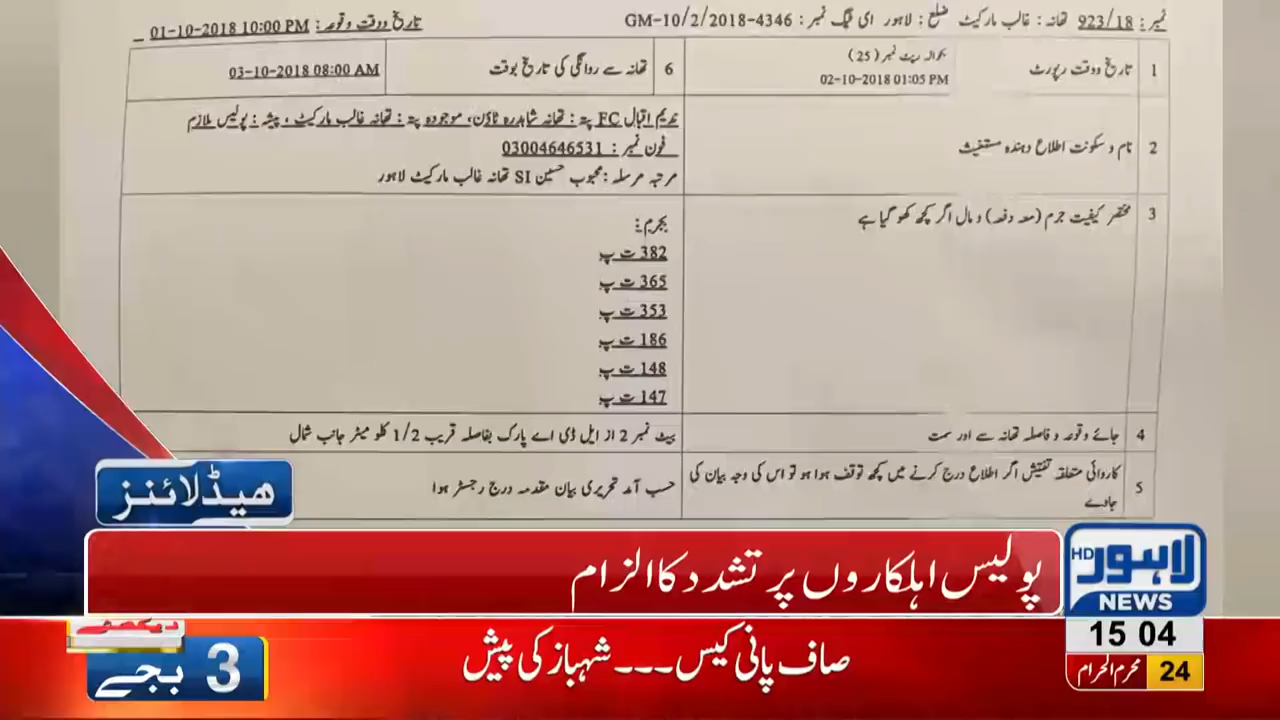 نمبر: 923/18 تھانہ: غالب مارکیٹ ضلع: لاہور ای ٹیگ نمبر: GM-10/2/2018-4346 تاریخ و وقت وقوعہ: 01-10-2018 10:00 PM
1 تاریخ و وقت رپورٹ
بحوالہ رپٹ نمبر (25)
02-10-2018 01:05 PM
6 تھانہ سے روانگی کی تاریخ بوقت
03-10-2018 08:00 AM
2 نام و سکونت اطلاع دہندہ مستغیث
ندیم اقبال FC پتہ: تھانہ شاہدرہ ٹاؤن، موجودہ پتہ: تھانہ غالب مارکیٹ، پیشہ: پولیس ملازم
فون نمبر: 03004646531
مرتبہ مرسلہ: محبوب حسین SI تھانہ غالب مارکیٹ لاہور
3 مختصر کیفیت جرم (معہ دفعہ) و مال اگر کچھ کھو گیا ہے
بجرم:
382 ت پ
365 ت پ
353 ت پ
186 ت پ
148 ت پ
147 ت پ
4 جائے وقوعہ و فاصلہ تھانہ سے اور سمت
بیٹ نمبر 2 از ایل ڈی اے پارک بفاصلہ قریب 1/2 کلو میٹر جانب شمال
5 کاروائی متعلقہ تفتیش اگر اطلاع درج کرنے میں کچھ توقف ہوا ہو تو اس کی وجہ بیان کی
جاوے
حسب آمد تحریری بیان مقدمہ درج رجسٹر ہوا
ہیڈلائنز
پولیس اہلکاروں پر تشدد کا الزام
لاہور HD
NEWS
15 04
24 محرم الحرام
دیکھئے
3 بجے
صاف پانی کیس ۔۔۔ شہباز کی پیش